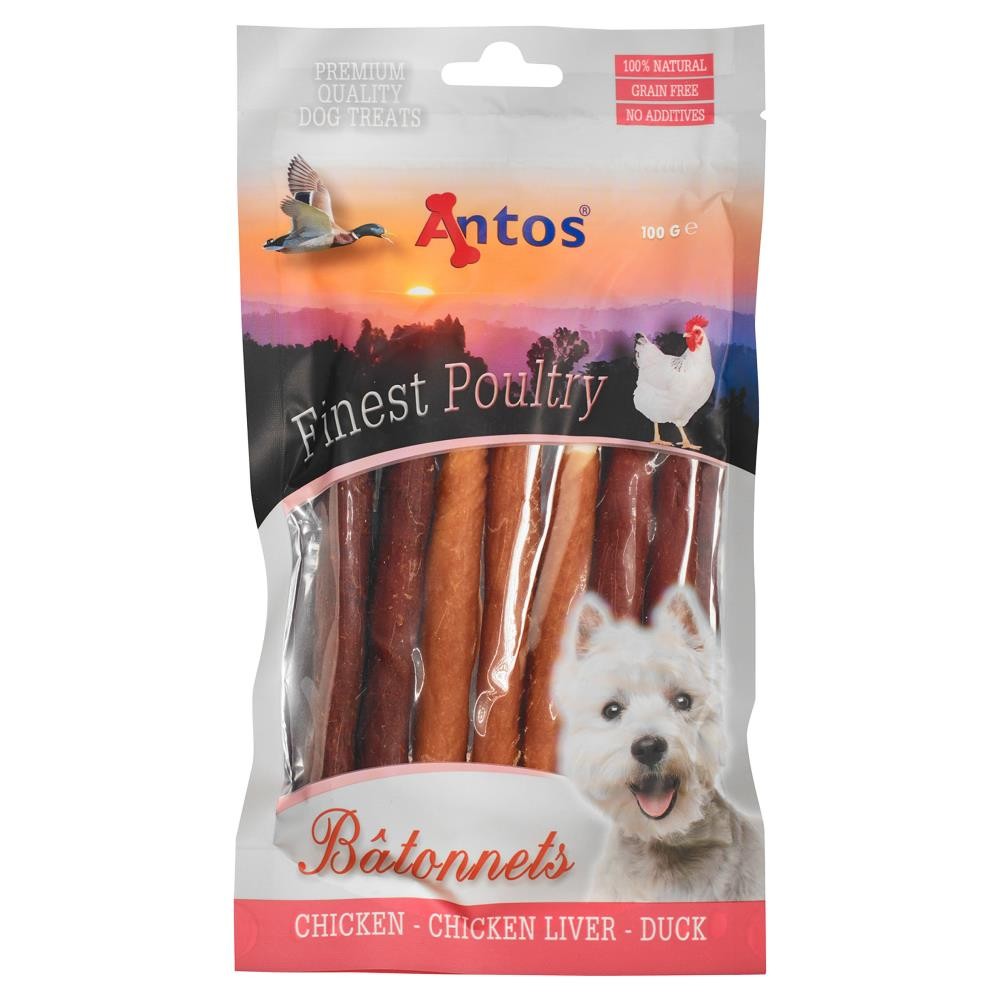 PREMIUM
QUALITY
DOG TREATS
100% NATURAL
GRAIN FREE
NO ADDITIVES
Antos®
100 G ℮
Finest Poultry
Bâtonnets
CHICKEN - CHICKEN LIVER - DUCK